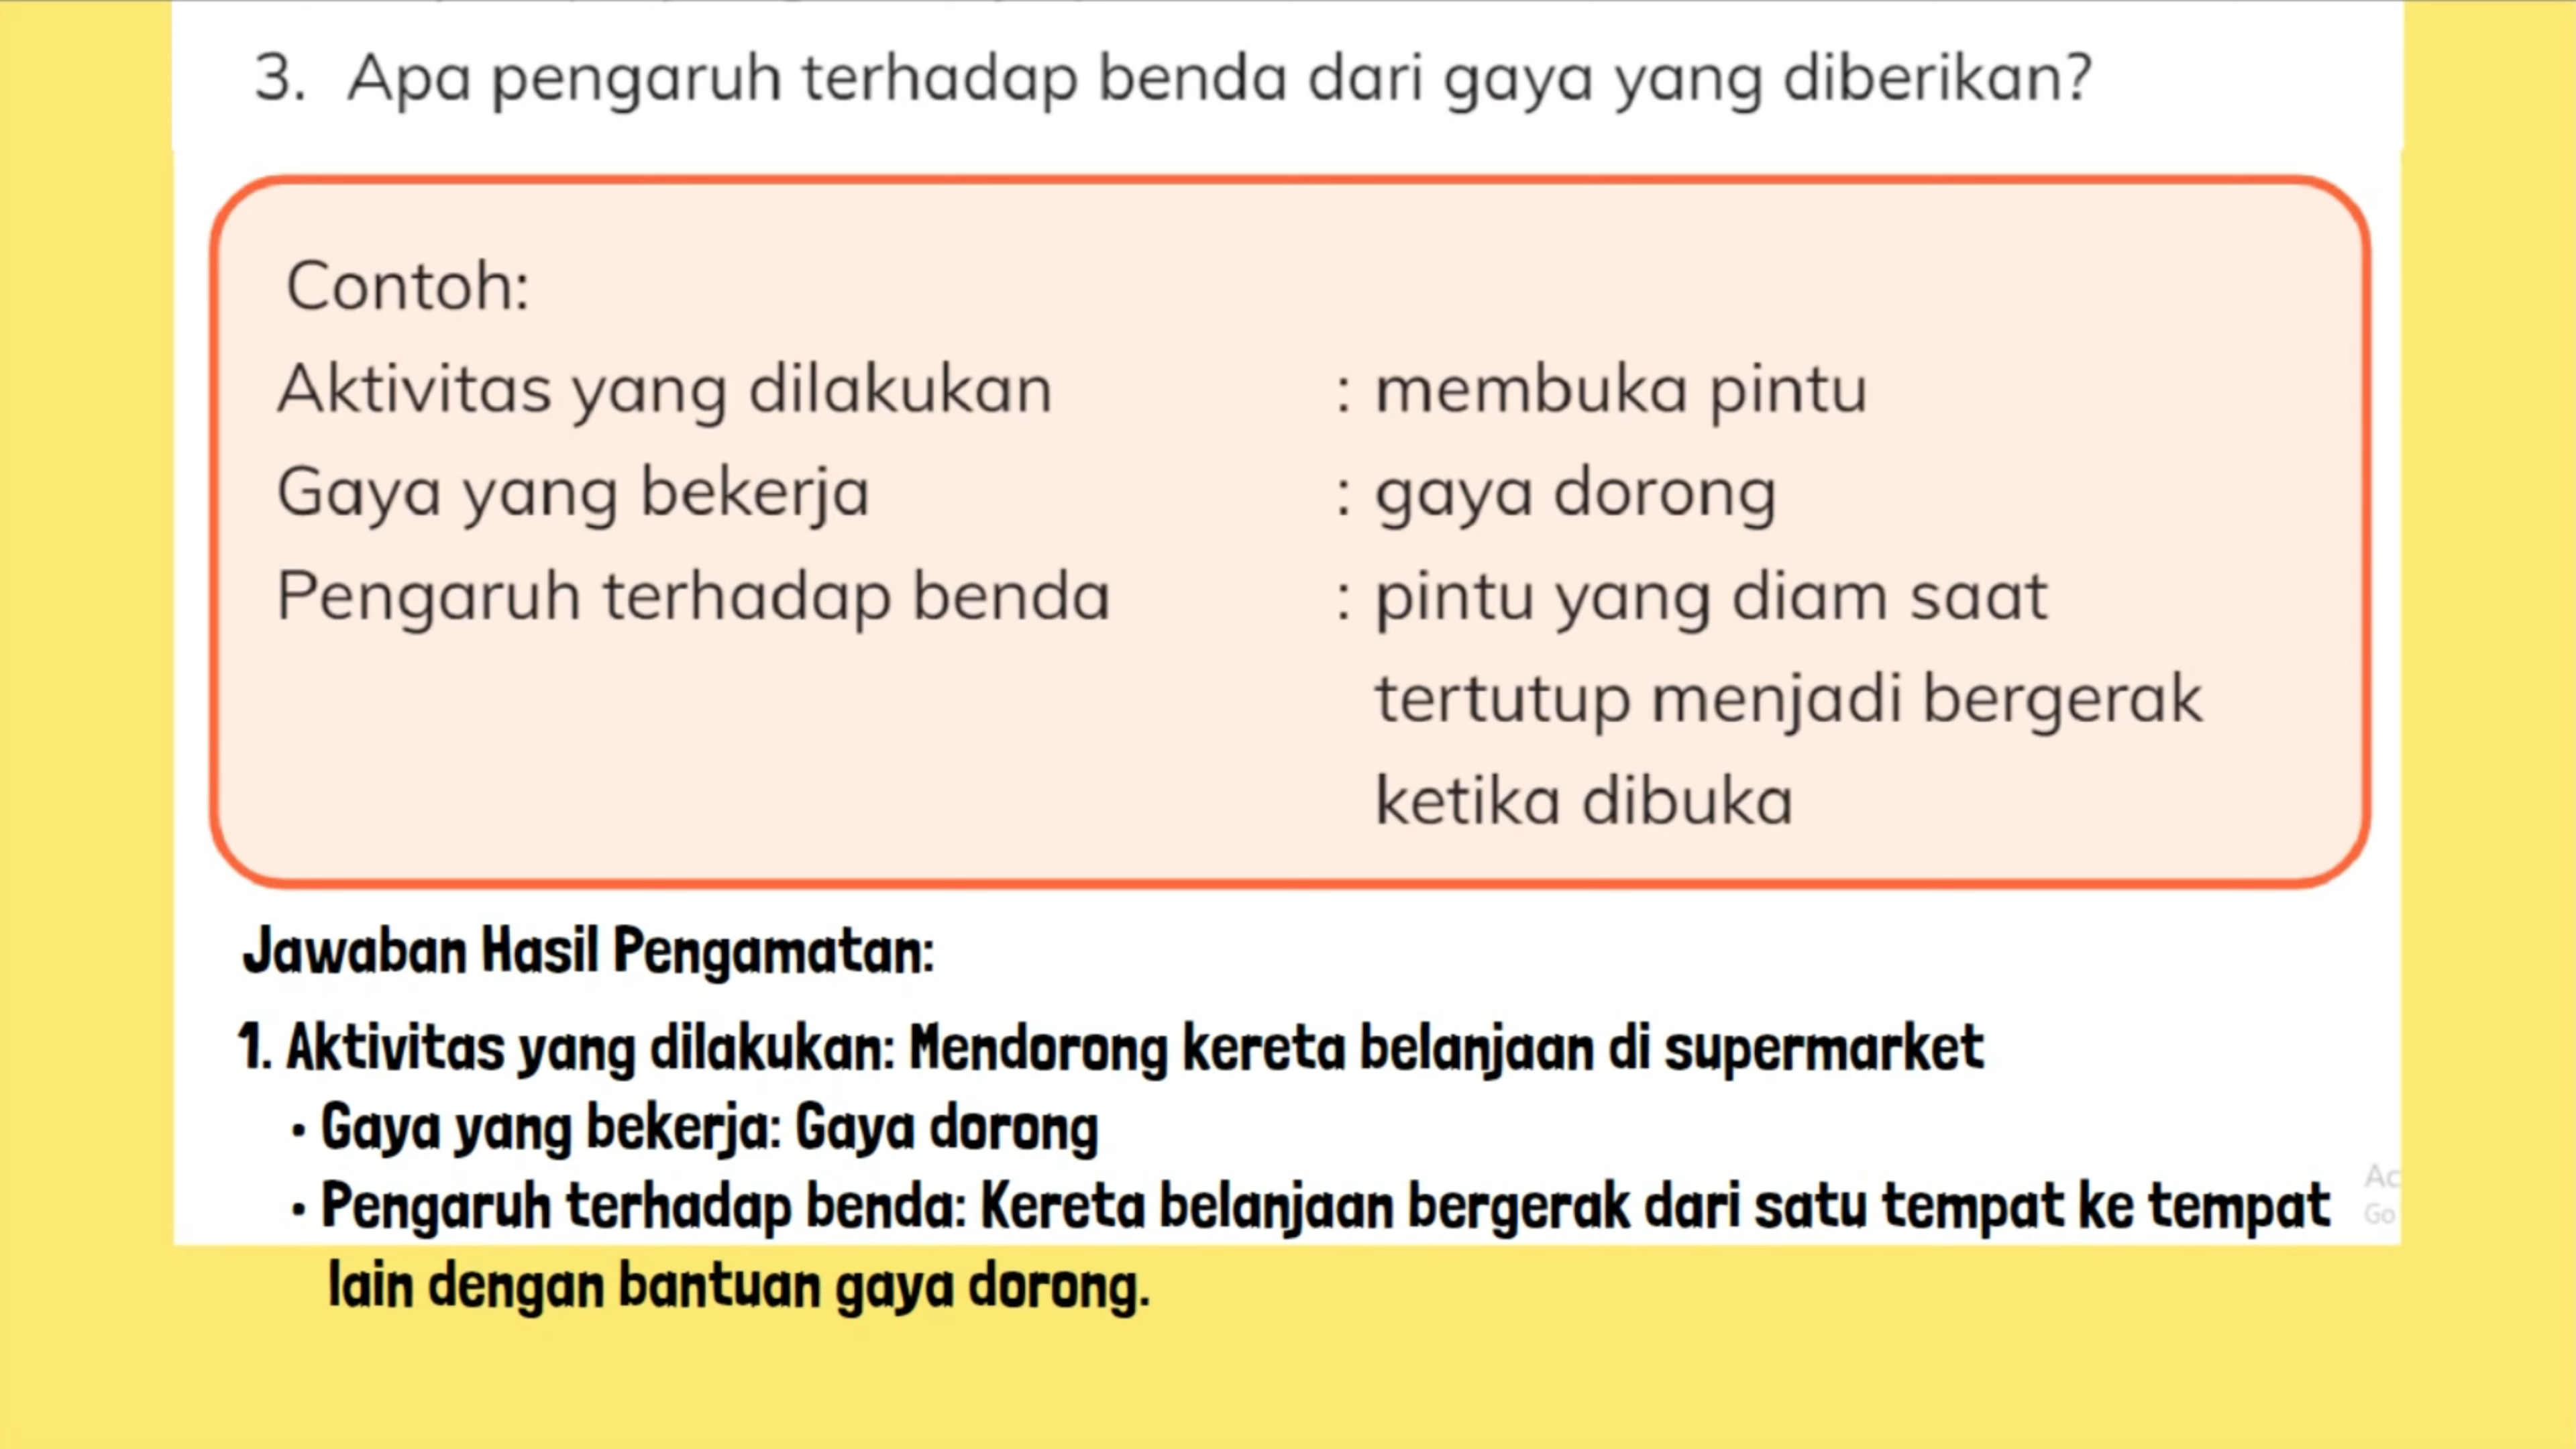 3. Apa pengaruh terhadap benda dari gaya yang diberikan?
Contoh:
Aktivitas yang dilakukan : membuka pintu
Gaya yang bekerja : gaya dorong
Pengaruh terhadap benda : pintu yang diam saat
tertutup menjadi bergerak
ketika dibuka
Jawaban Hasil Pengamatan:
1. Aktivitas yang dilakukan: Mendorong kereta belanjaan di supermarket
• Gaya yang bekerja: Gaya dorong
• Pengaruh terhadap benda: Kereta belanjaan bergerak dari satu tempat ke tempat
lain dengan bantuan gaya dorong.
Ac
Go